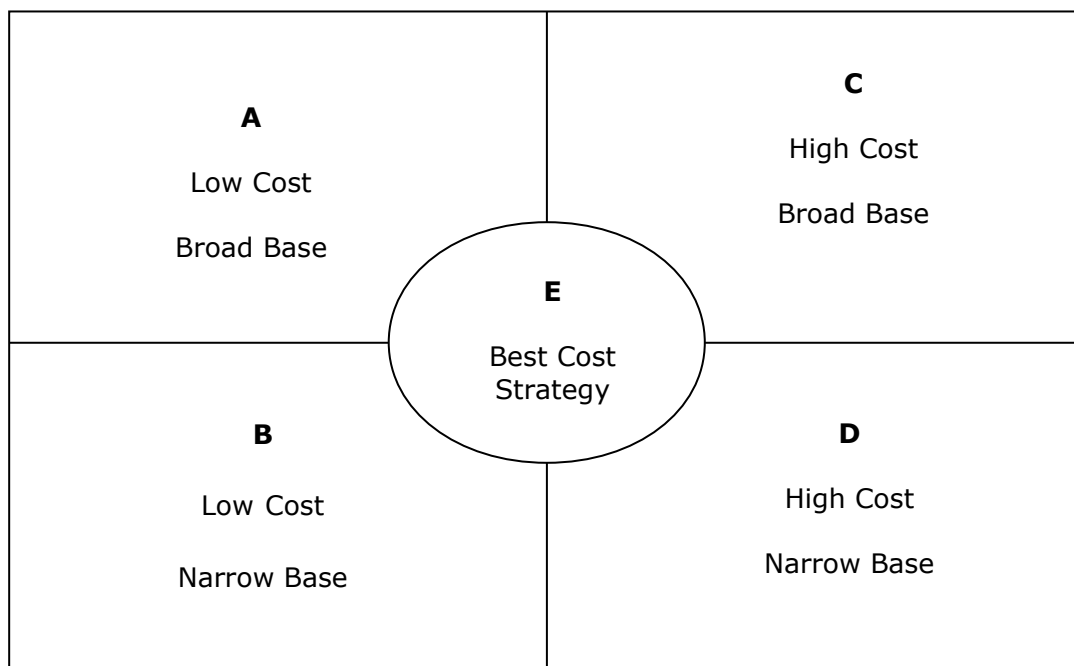 A
Low Cost
Broad Base
C
High Cost
Broad Base
E
Best Cost
Strategy
B
Low Cost
Narrow Base
D
High Cost
Narrow Base